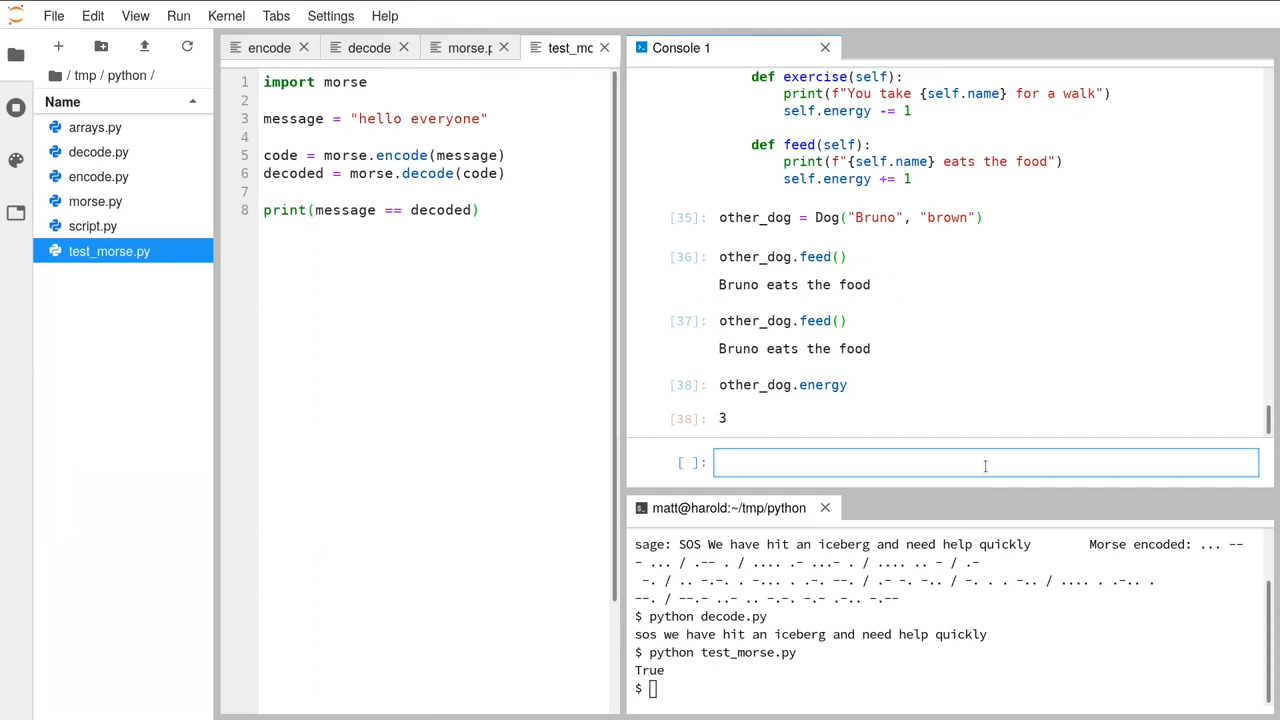 File Edit View Run Kernel Tabs Settings Help
/ tmp / python /
Name
arrays.py
decode.py
encode.py
morse.py
script.py
test_morse.py
encode decode morse.p test_mo
1 import morse
2
3 message = "hello everyone"
4
5 code = morse.encode(message)
6 decoded = morse.decode(code)
7
8 print(message == decoded)
Console 1
def exercise(self):
print(f"You take {self.name} for a walk")
self.energy -= 1
def feed(self):
print(f"{self.name} eats the food")
self.energy += 1
[35]: other_dog = Dog("Bruno", "brown")
[36]: other_dog.feed()
Bruno eats the food
[37]: other_dog.feed()
Bruno eats the food
[38]: other_dog.energy
[38]: 3
[ ]:
matt@harold:~/tmp/python
sage: SOS We have hit an iceberg and need help quickly Morse encoded: ... --
- ... / .-- . / .... .- ...- . / .... .. - / .-
-. / .. -.-. . -... . .-. --. / .- -. -.. / -. . . -.. / .... . .-.. .
--. / --.- ..- .. -.-. -.- .-.. -.--
$ python decode.py
sos we have hit an iceberg and need help quickly
$ python test_morse.py
True
$